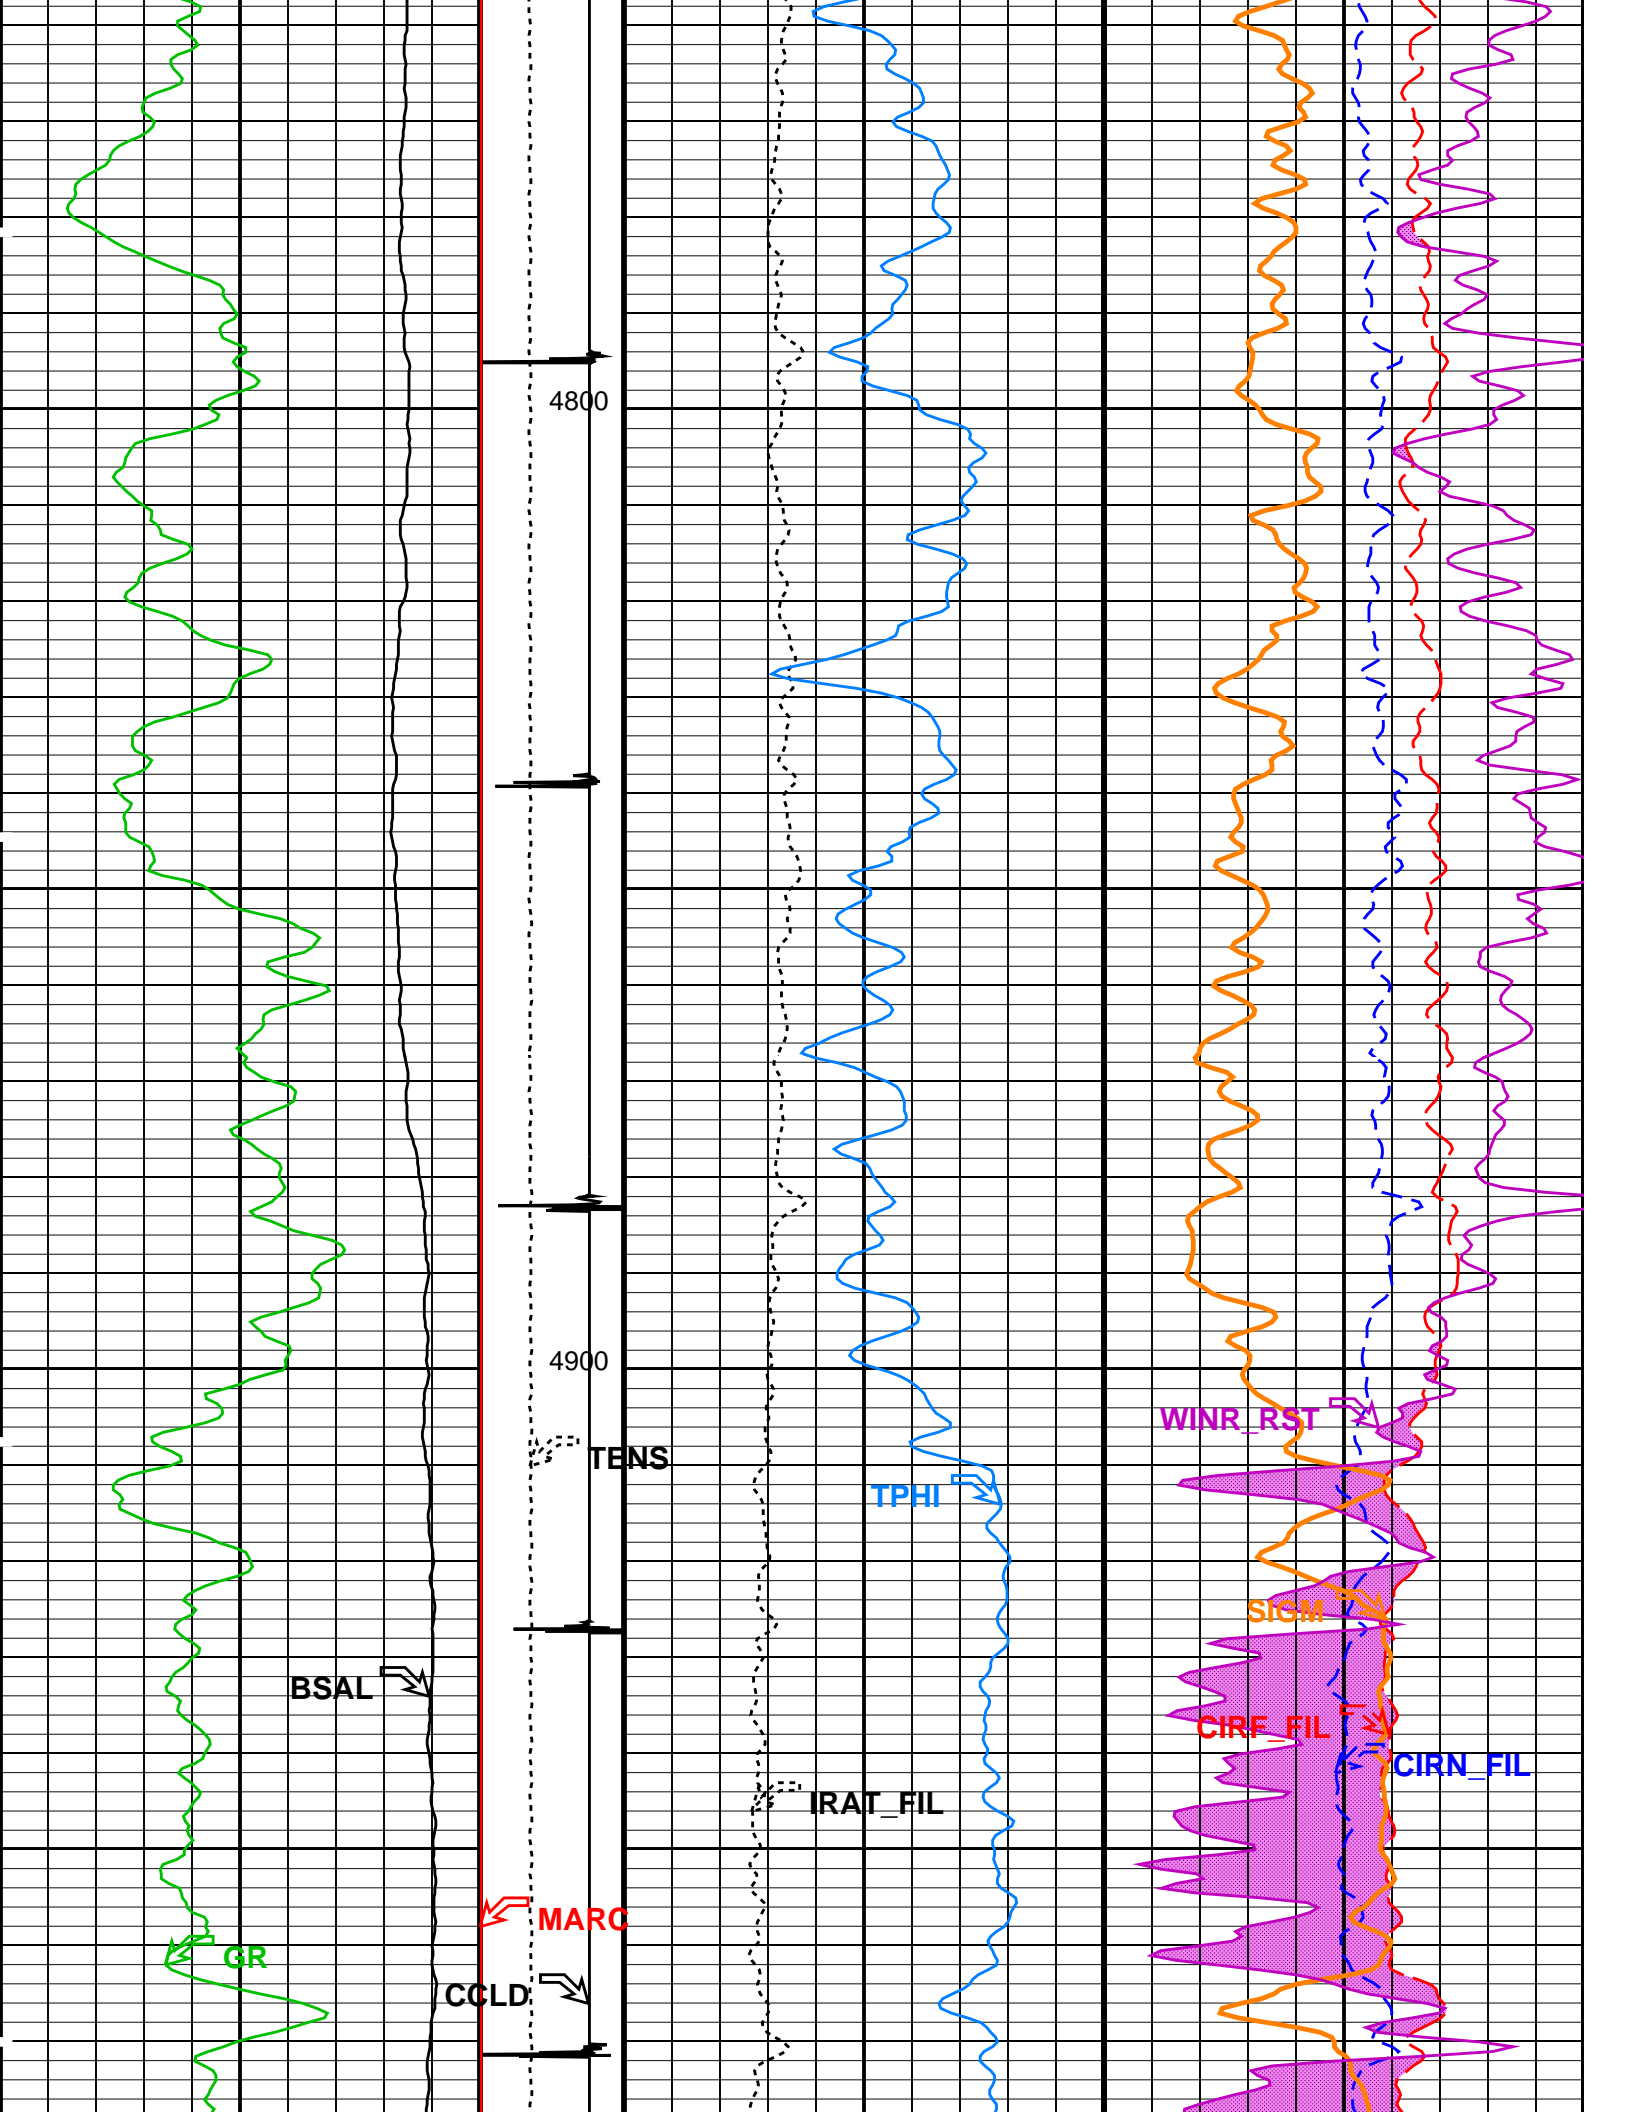 4800
4900
WINR_RST
TENS
TPHI
SIGM
BSAL
CIRF_FIL
CIRN_FIL
IRAT_FIL
MARC
GR
CCLD